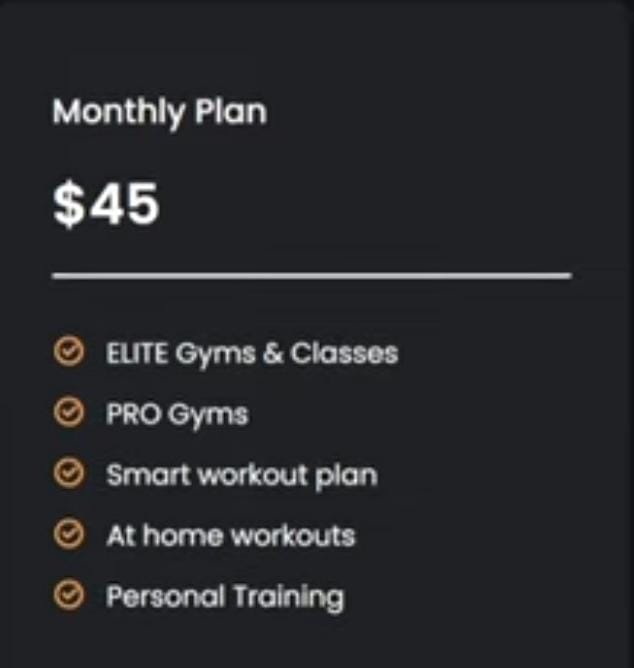 Monthly Plan
$45
ELITE Gyms & Classes
PRO Gyms
Smart workout plan
At home workouts
Personal Training